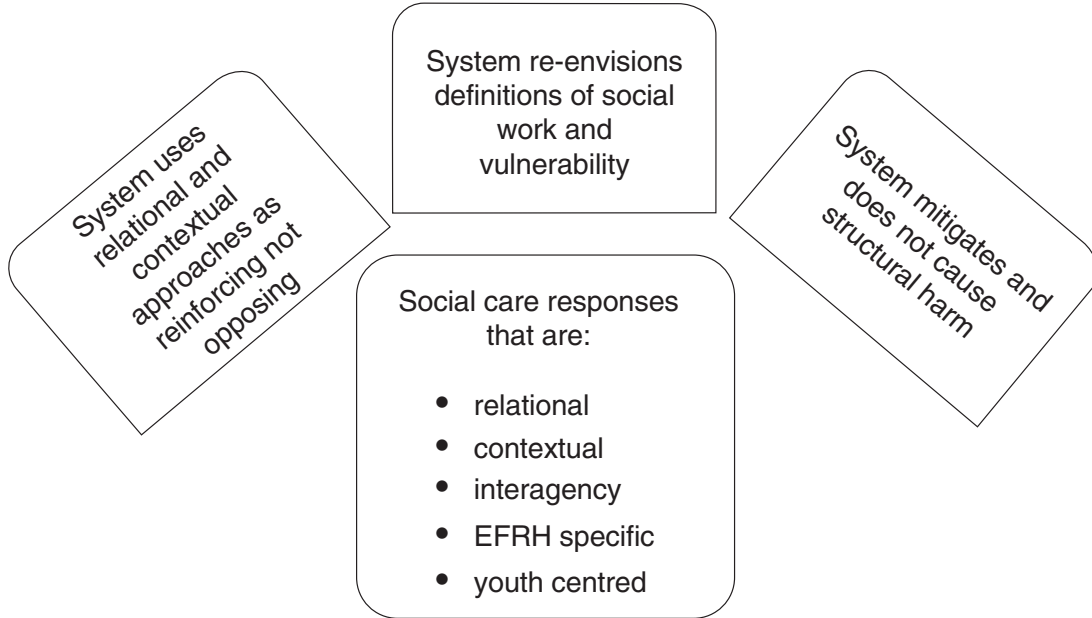 System uses
relational and
contextual
approaches as
reinforcing not
opposing
System re-envisions
definitions of social
work and
vulnerability
System mitigates and
does not cause
structural harm
Social care responses
that are:
• relational
• contextual
• interagency
• EFRH specific
• youth centred